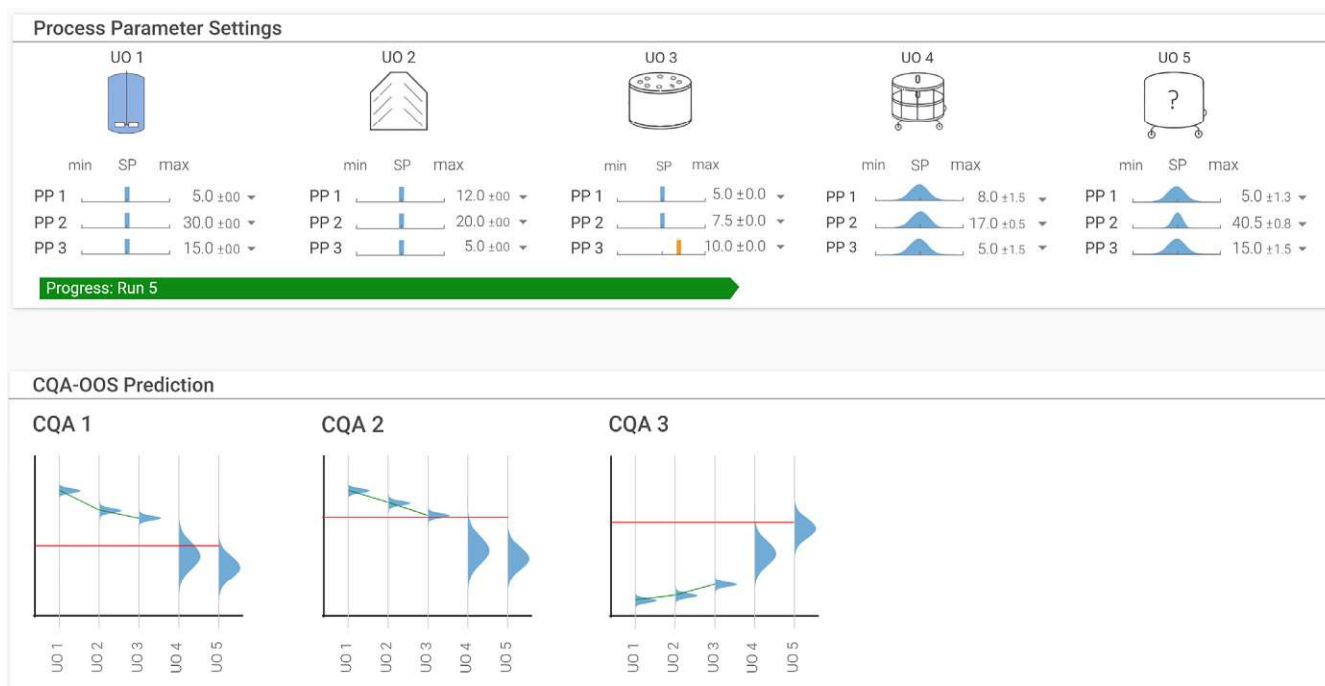 Process Parameter Settings
UO 1
UO 2
UO 3
UO 4
UO 5
?
min SP max
min SP max
min SP max
min SP max
min SP max
PP 1 5.0 ±00
PP 1 12.0 ±00
PP 1 5.0 ±0.0
PP 1 8.0 ±1.5
PP 1 5.0 ±1.3
PP 2 30.0 ±00
PP 2 20.0 ±00
PP 2 7.5 ±0.0
PP 2 17.0 ±0.5
PP 2 40.5 ±0.8
PP 3 15.0 ±00
PP 3 5.0 ±00
PP 3 10.0 ±0.0
PP 3 5.0 ±1.5
PP 3 15.0 ±1.5
Progress: Run 5
CQA-OOS Prediction
CQA 1
CQA 2
CQA 3
UO 1
UO 2
UO 3
UO 4
UO 5
UO 1
UO 2
UO 3
UO 4
UO 5
UO 1
UO 2
UO 3
UO 4
UO 5